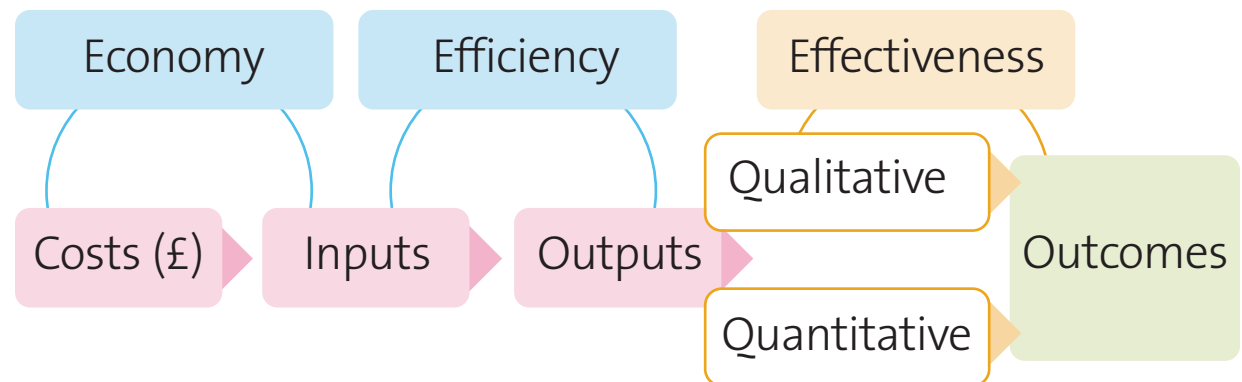 Economy
Efficiency
Effectiveness
Qualitative
Costs (£)
Inputs
Outputs
Outcomes
Quantitative